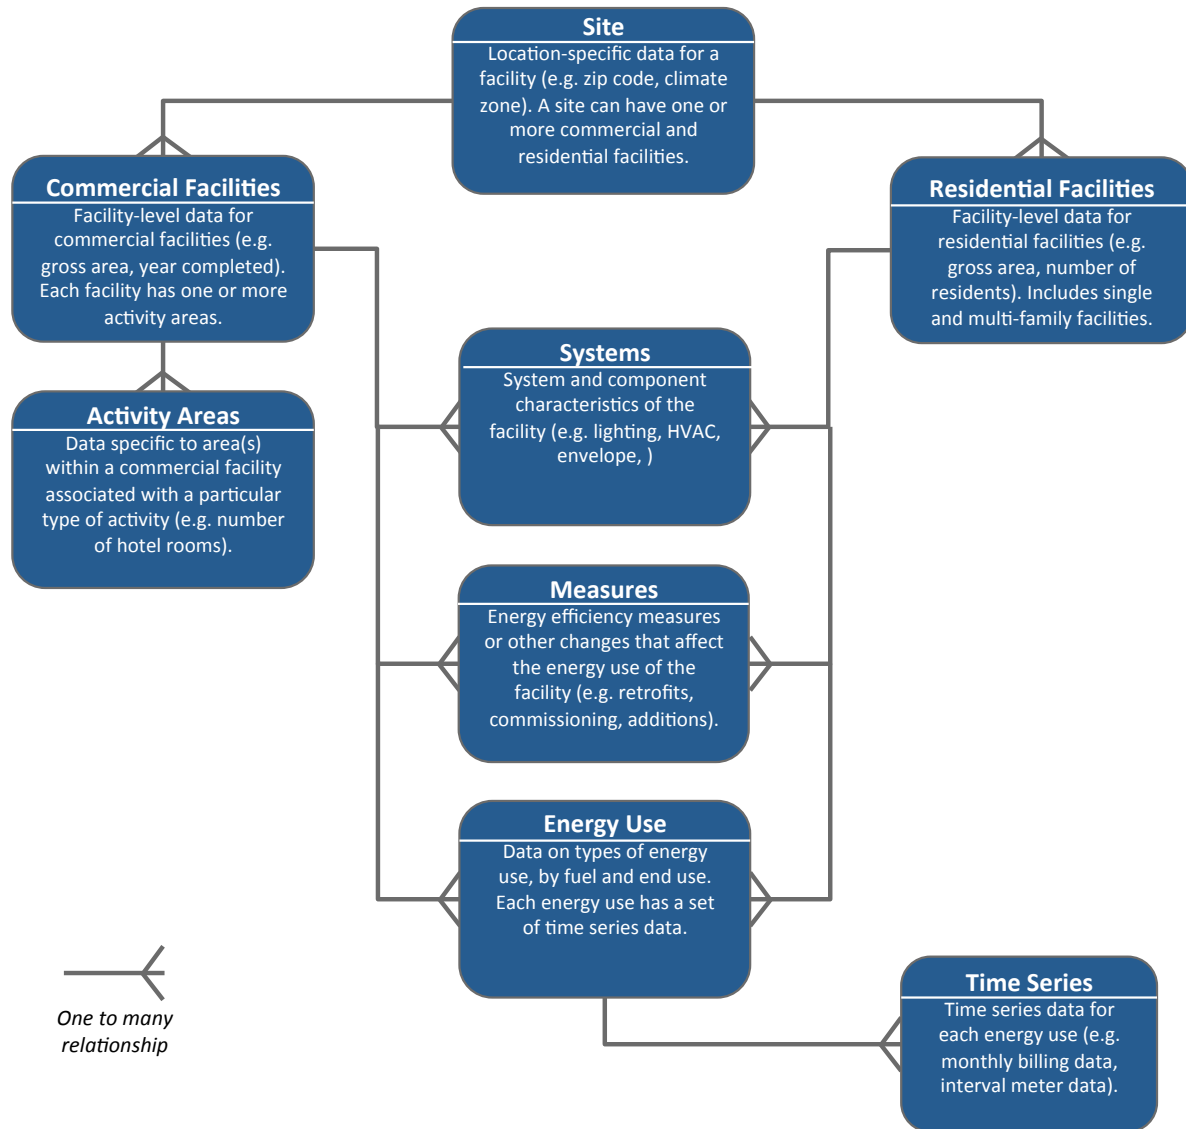 Site
Location-specific data for a
facility (e.g. zip code, climate
zone). A site can have one or
more commercial and
residential facilities.
Commercial Facilities
Facility-level data for
commercial facilities (e.g.
gross area, year completed).
Each facility has one or more
activity areas.
Residential Facilities
Facility-level data for
residential facilities (e.g.
gross area, number of
residents). Includes single
and multi-family facilities.
Systems
System and component
characteristics of the
facility (e.g. lighting, HVAC,
envelope, )
Activity Areas
Data specific to area(s)
within a commercial facility
associated with a particular
type of activity (e.g. number
of hotel rooms).
Measures
Energy efficiency measures
or other changes that affect
the energy use of the
facility (e.g. retrofits,
commissioning, additions).
Energy Use
Data on types of energy
use, by fuel and end use.
Each energy use has a set
of time series data.
One to many
relationship
Time Series
Time series data for
each energy use (e.g.
monthly billing data,
interval meter data).